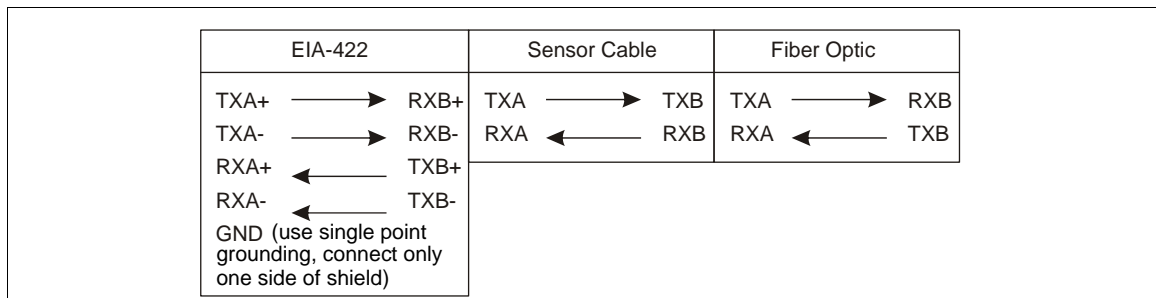 EIA-422
TXA+ RXB+
TXA- RXB-
RXA+ TXB+
RXA- TXB-
GND (use single point
grounding, connect only
one side of shield)
Sensor Cable
TXA TXB
RXA RXB
Fiber Optic
TXA RXB
RXA TXB